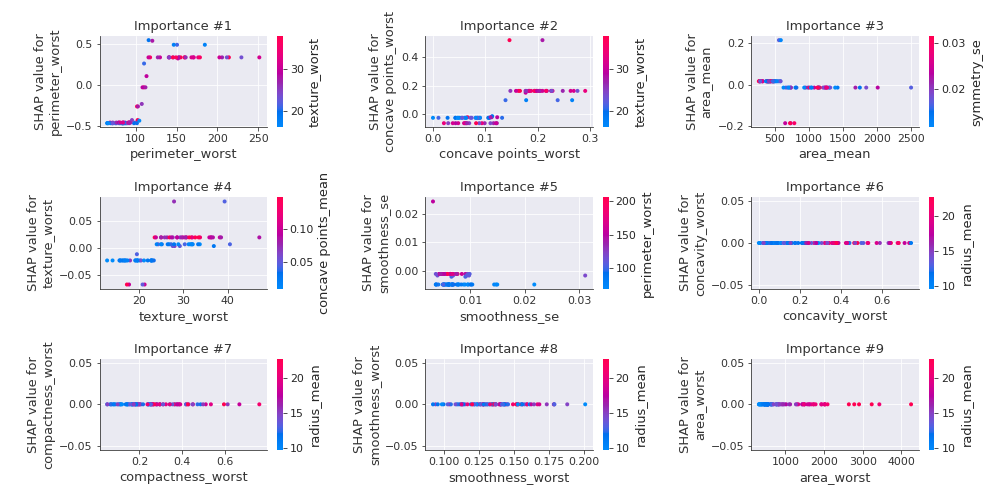 Importance #1
SHAP value for
perimeter_worst
0.5
0.0
−0.5
100
150
200
250
perimeter_worst
30
20
texture_worst
Importance #2
SHAP value for
concave points_worst
0.4
0.2
0.0
0.0
0.1
0.2
0.3
concave points_worst
30
20
texture_worst
Importance #3
SHAP value for
area_mean
0.2
0.0
−0.2
500
1000
1500
2000
2500
area_mean
0.03
0.02
symmetry_se
Importance #4
SHAP value for
texture_worst
0.05
0.00
−0.05
20
30
40
texture_worst
0.10
0.05
concave points_mean
Importance #5
SHAP value for
smoothness_se
0.02
0.01
0.00
0.01
0.02
0.03
smoothness_se
200
150
100
perimeter_worst
Importance #6
SHAP value for
concavity_worst
0.05
0.00
−0.05
0.0
0.2
0.4
0.6
concavity_worst
20
15
10
radius_mean
Importance #7
SHAP value for
compactness_worst
0.05
0.00
−0.05
0.2
0.4
0.6
compactness_worst
20
15
10
radius_mean
Importance #8
SHAP value for
smoothness_worst
0.05
0.00
−0.05
0.100
0.125
0.150
0.175
0.200
smoothness_worst
20
15
10
radius_mean
Importance #9
SHAP value for
area_worst
0.05
0.00
−0.05
1000
2000
3000
4000
area_worst
20
15
10
radius_mean